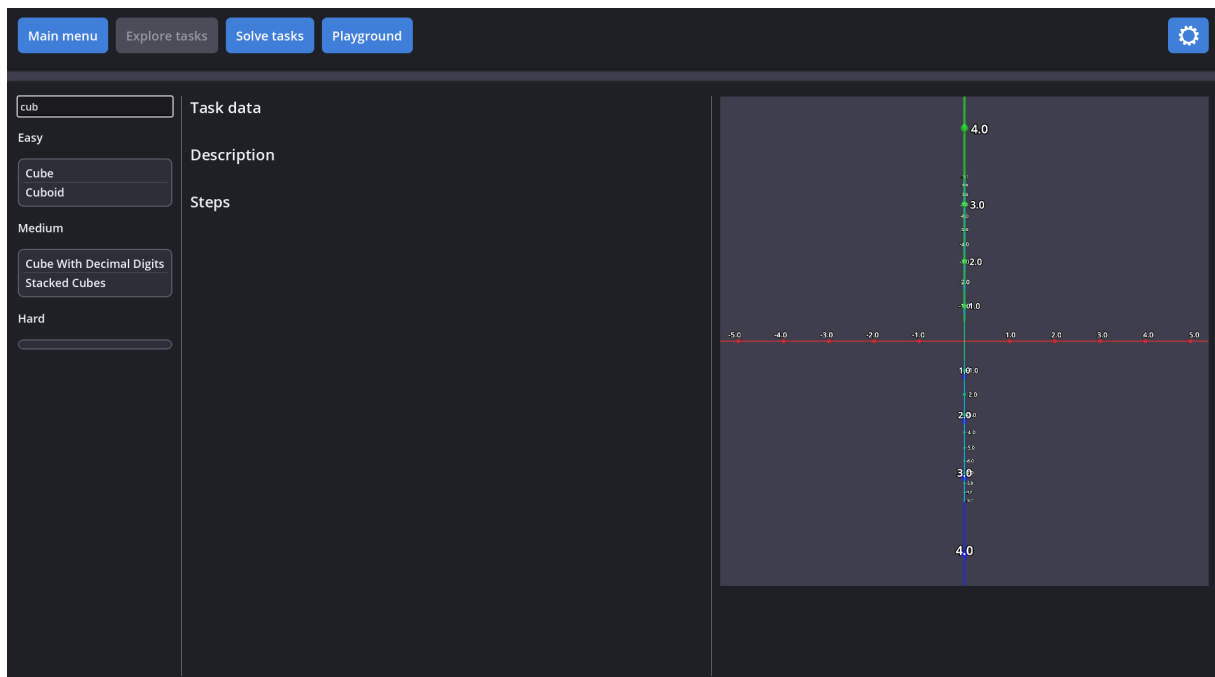 Main menu
Explore tasks
Solve tasks
Playground
cub
Easy
Cube
Cuboid
Medium
Cube With Decimal Digits
Stacked Cubes
Hard
Task data
Description
Steps
4.0
3.0
2.0
1.0
-5.0 -4.0 -3.0 -2.0 -1.0 1.0 2.0 3.0 4.0 5.0
2.0
3.0
4.0